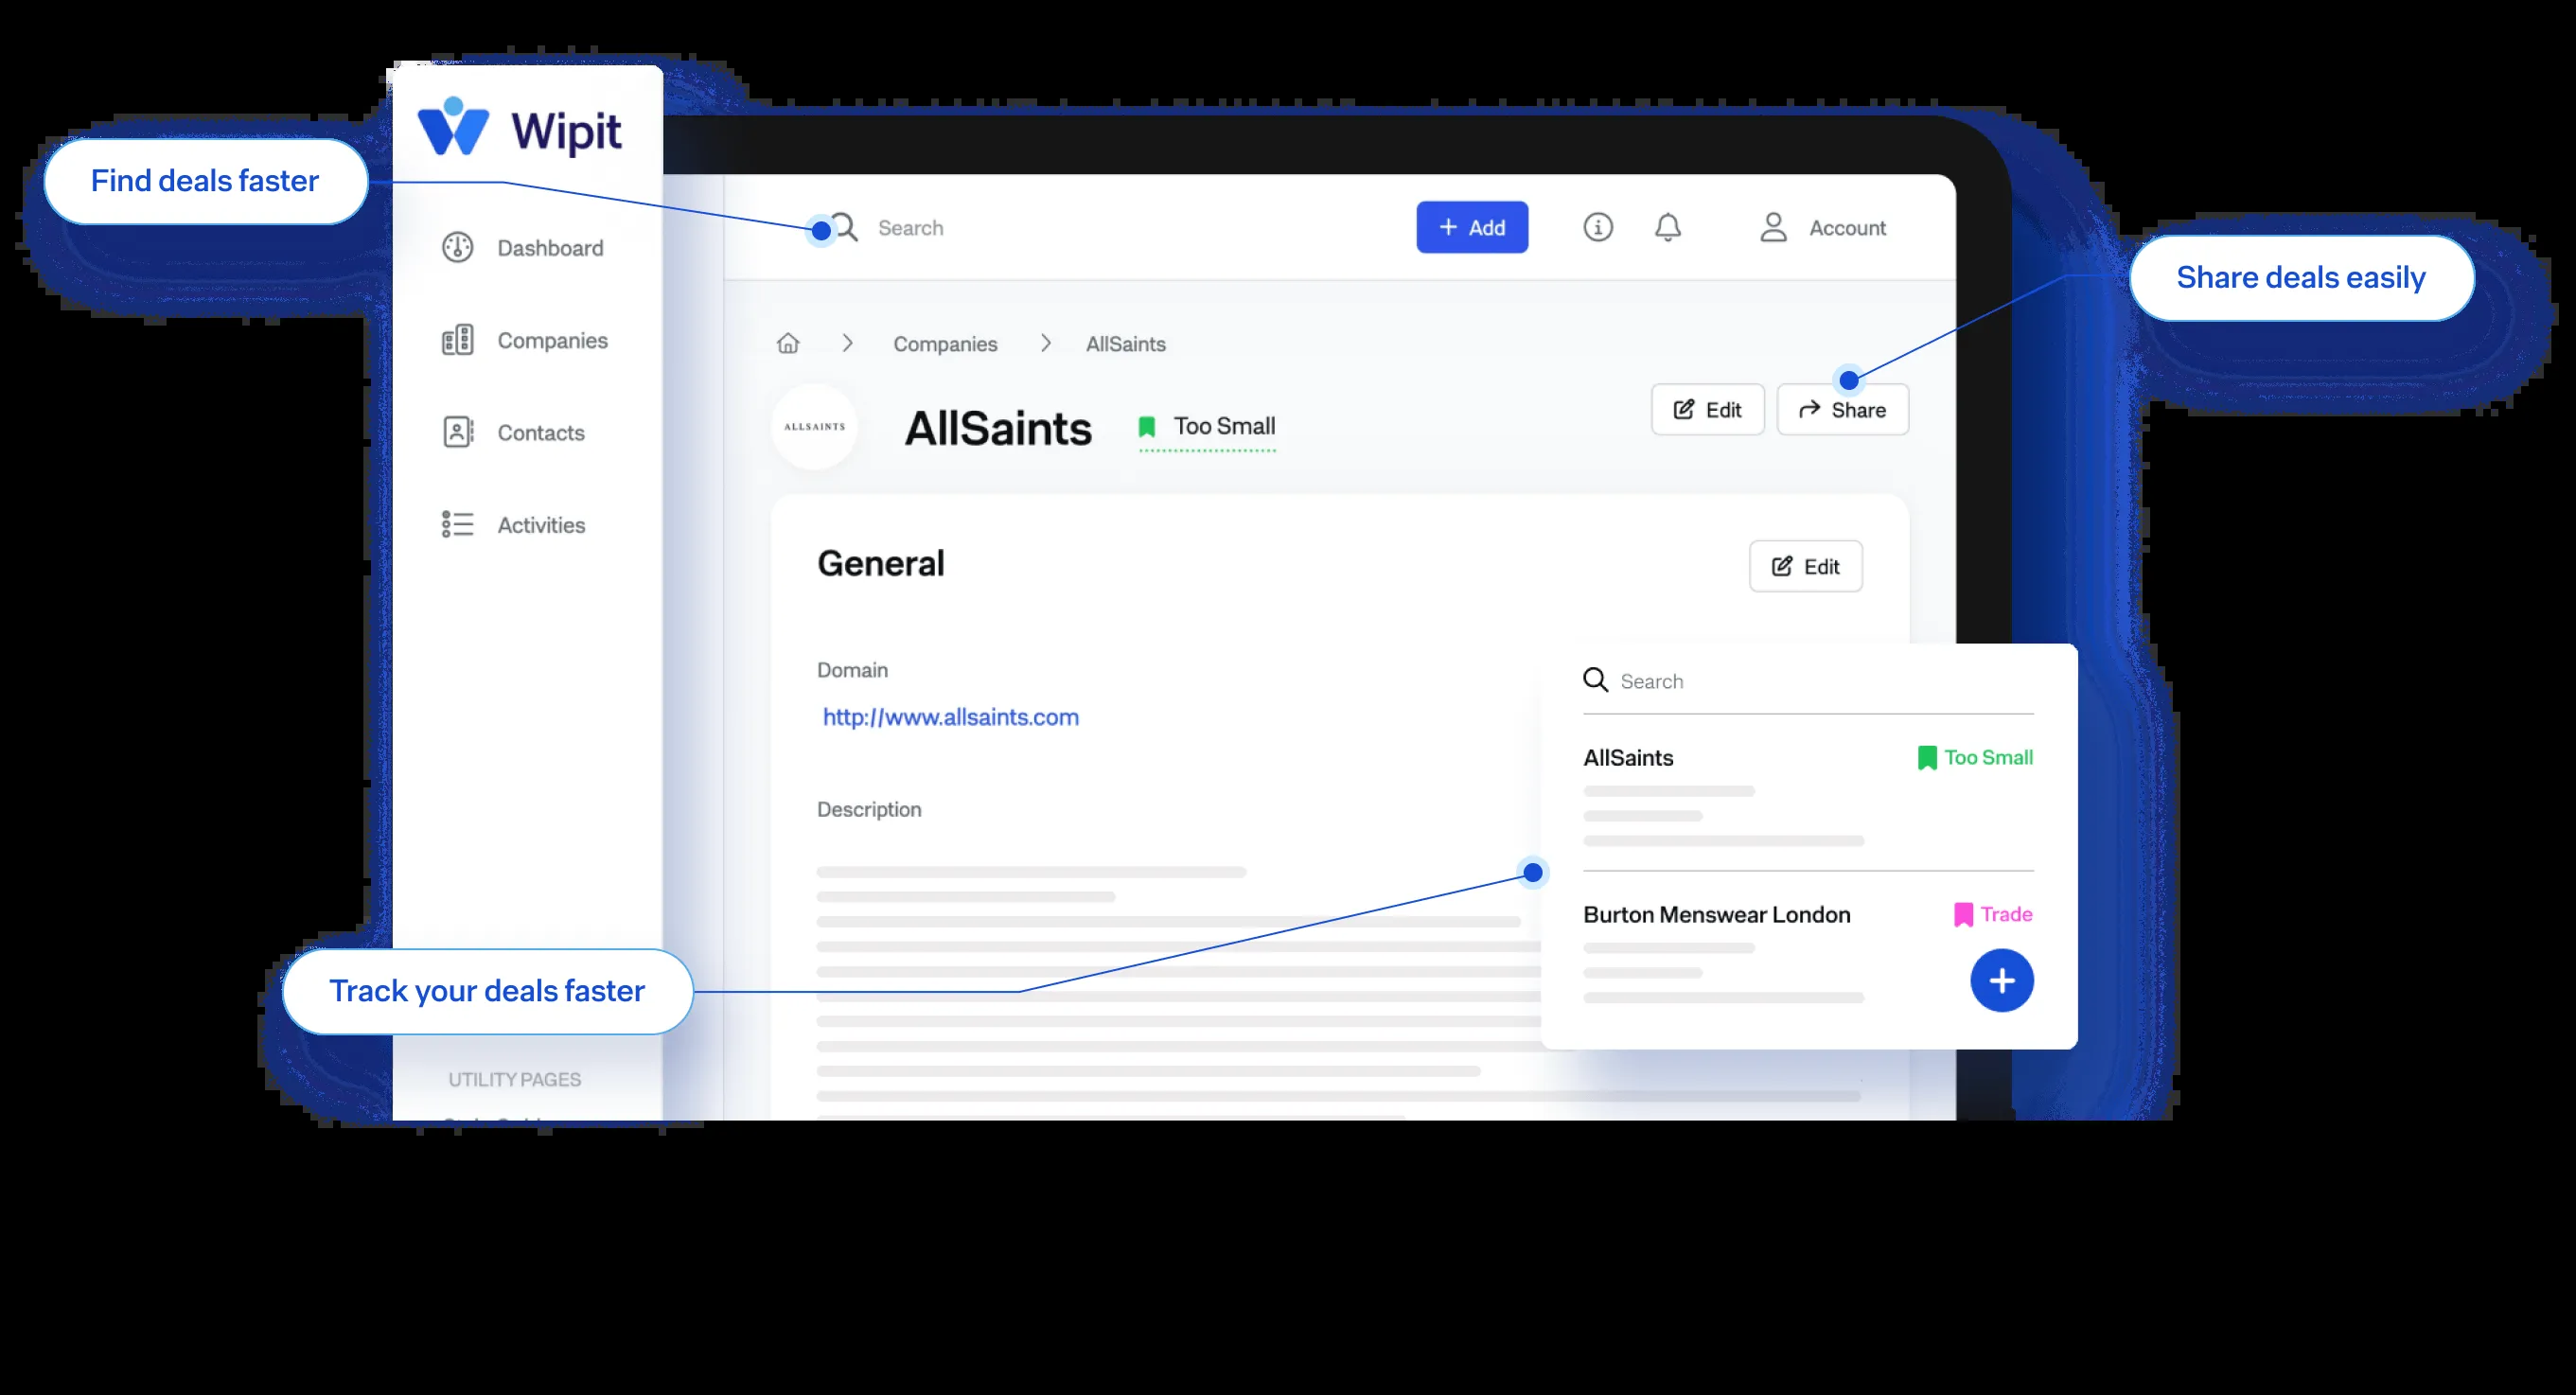 Wipit
Find deals faster
Dashboard
Companies
Contacts
Activities
Track your deals faster
UTILITY PAGES
Search
Add
Account
Share deals easily
Companies
AllSaints
ALLSAINTS
AllSaints
Too Small
Edit
Share
General
Edit
Domain
http://www.allsaints.com
Description
Search
AllSaints
Too Small
Burton Menswear London
Trade